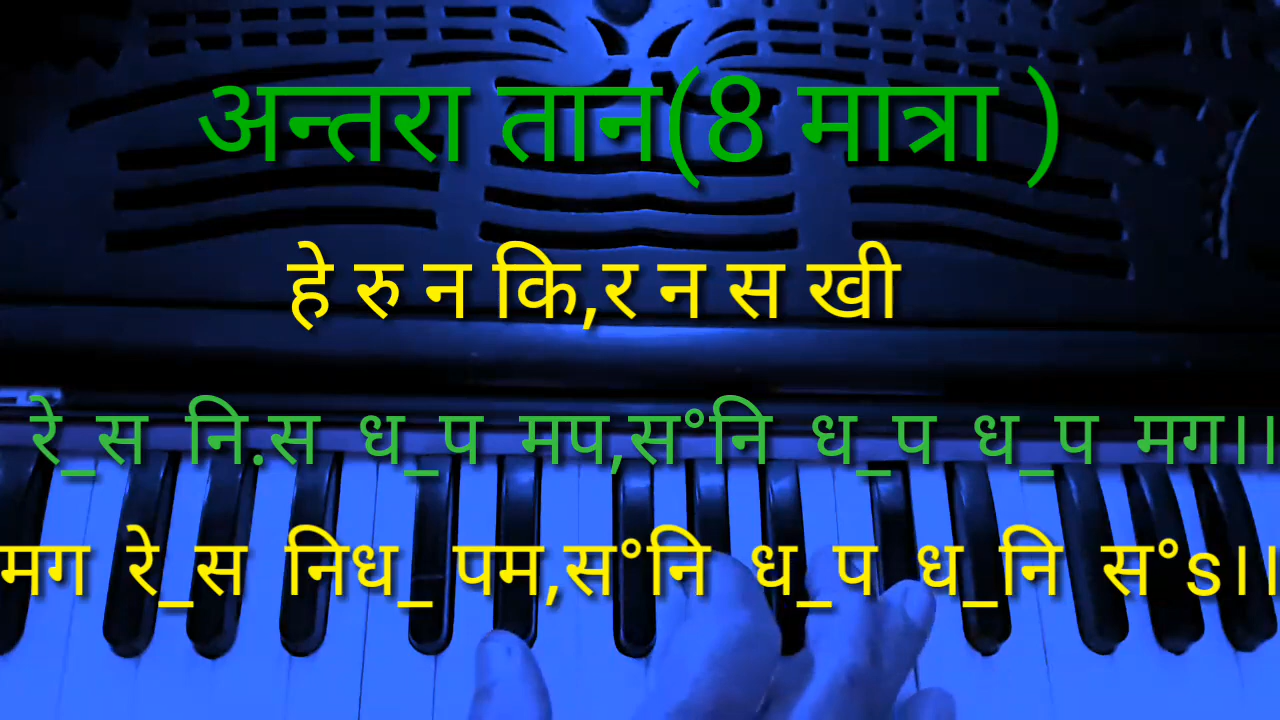 अन्तरा तान(8 मात्रा )
हे रु न कि,र न स खी
रे_स नि.स ध_प मप,स°नि ध_प ध_प मग।।
मग रे_स निध_ पम,स°नि ध_प ध_नि स°s।।